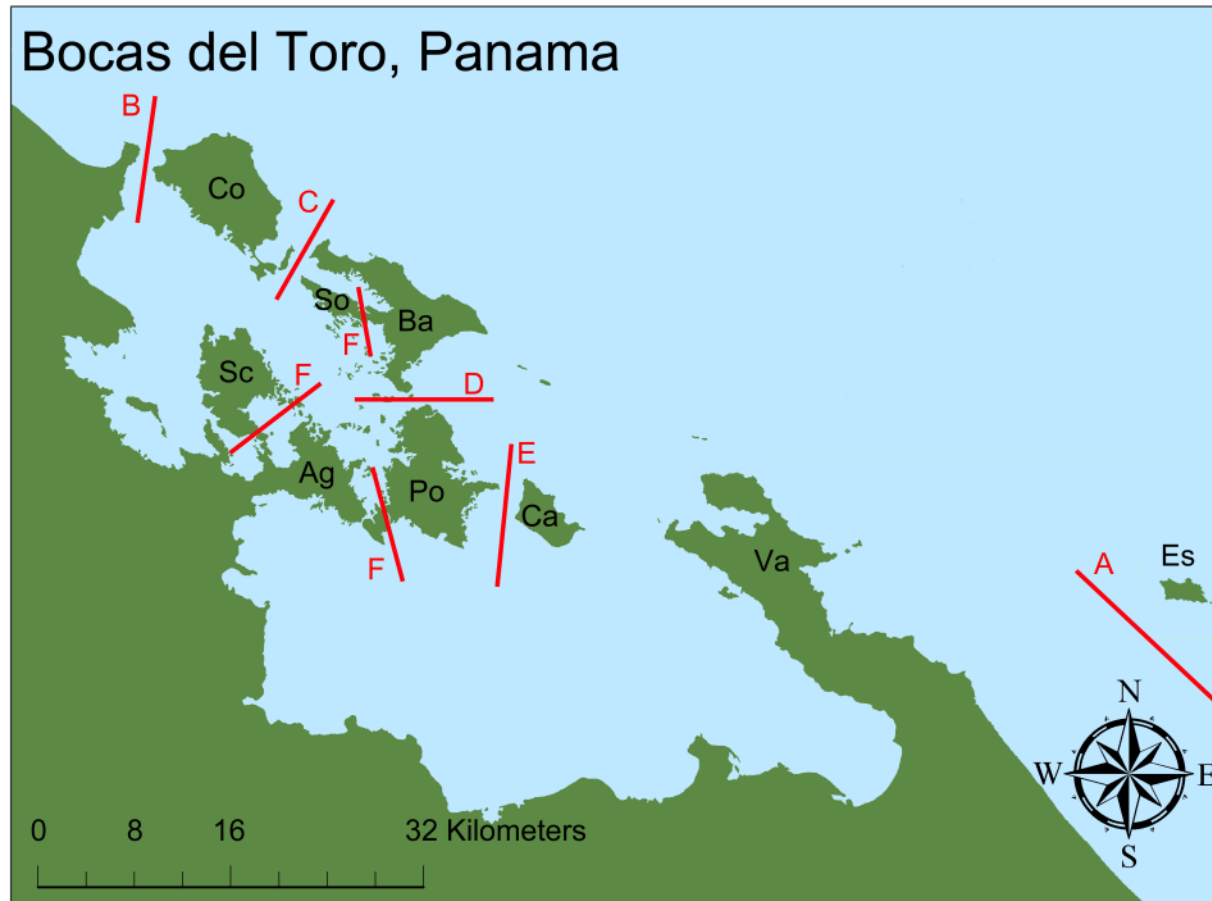 Bocas del Toro, Panama
B
Co
C
So
Ba
F
Sc
F
D
E
Ag
Po
Ca
F
Va
Es
A
N
W
E
S
0
8
16
32 Kilometers